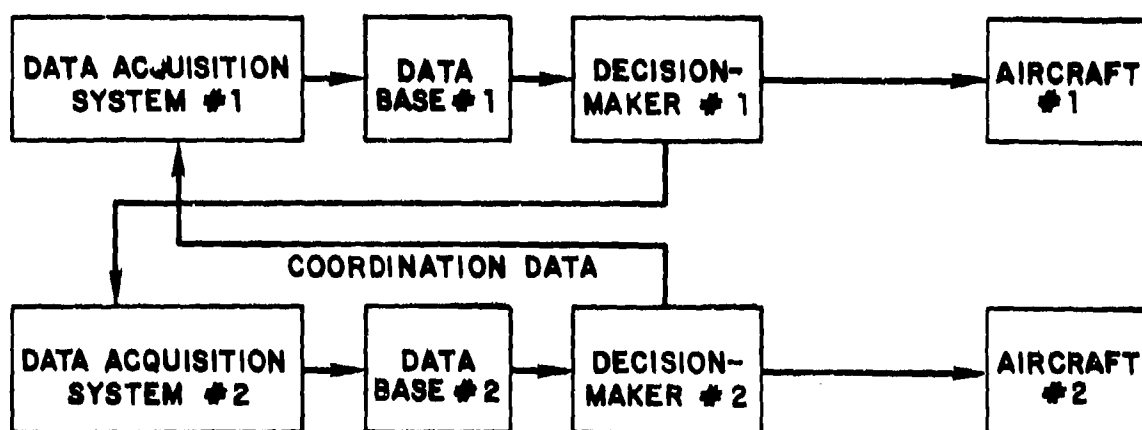 DATA ACQUISITION
SYSTEM #1
DATA
BASE #1
DECISION-
MAKER # 1
AIRCRAFT
#1
COORDINATION DATA
DATA ACQUISITION
SYSTEM #2
DATA
BASE #2
DECISION-
MAKER # 2
AIRCRAFT
#2